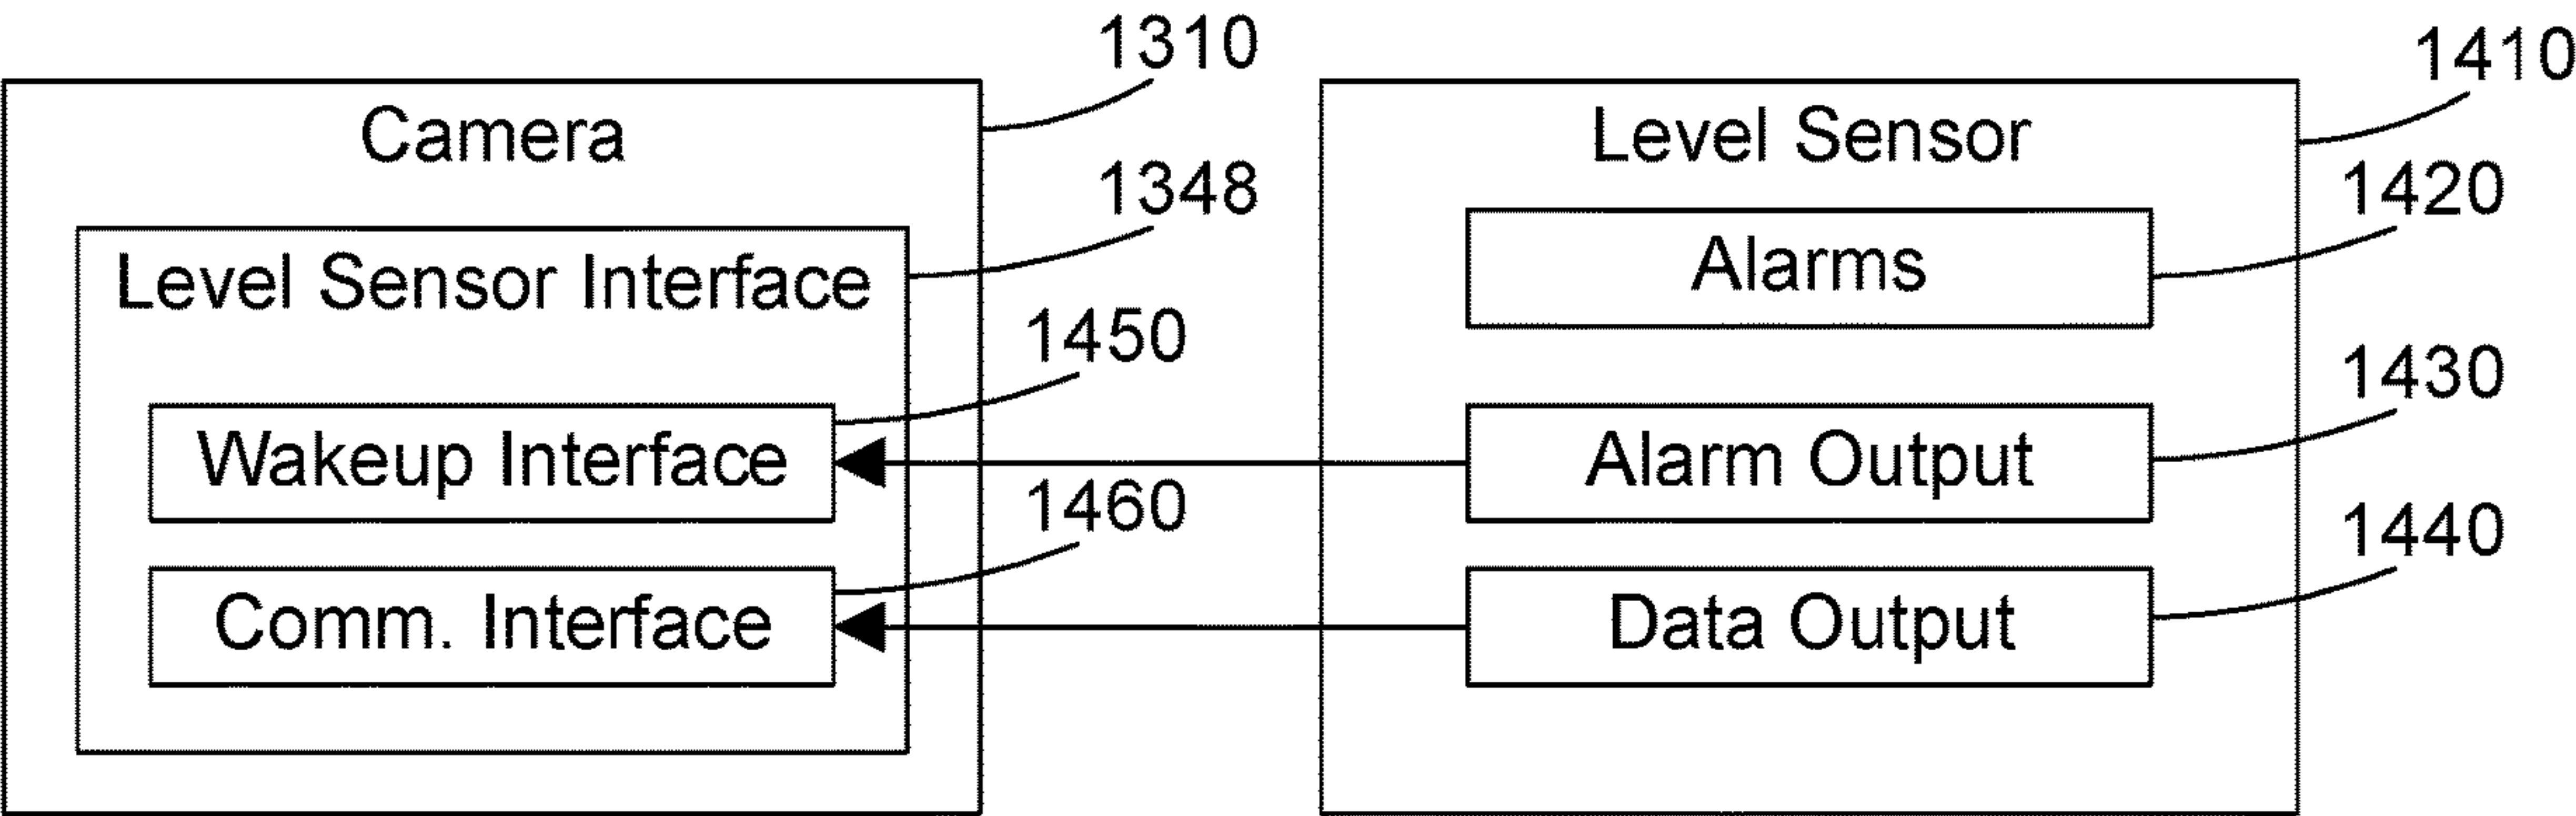 1310
Camera
1348
Level Sensor Interface
1450
Wakeup Interface
1460
Comm. Interface
1410
Level Sensor
1420
Alarms
1430
Alarm Output
1440
Data Output